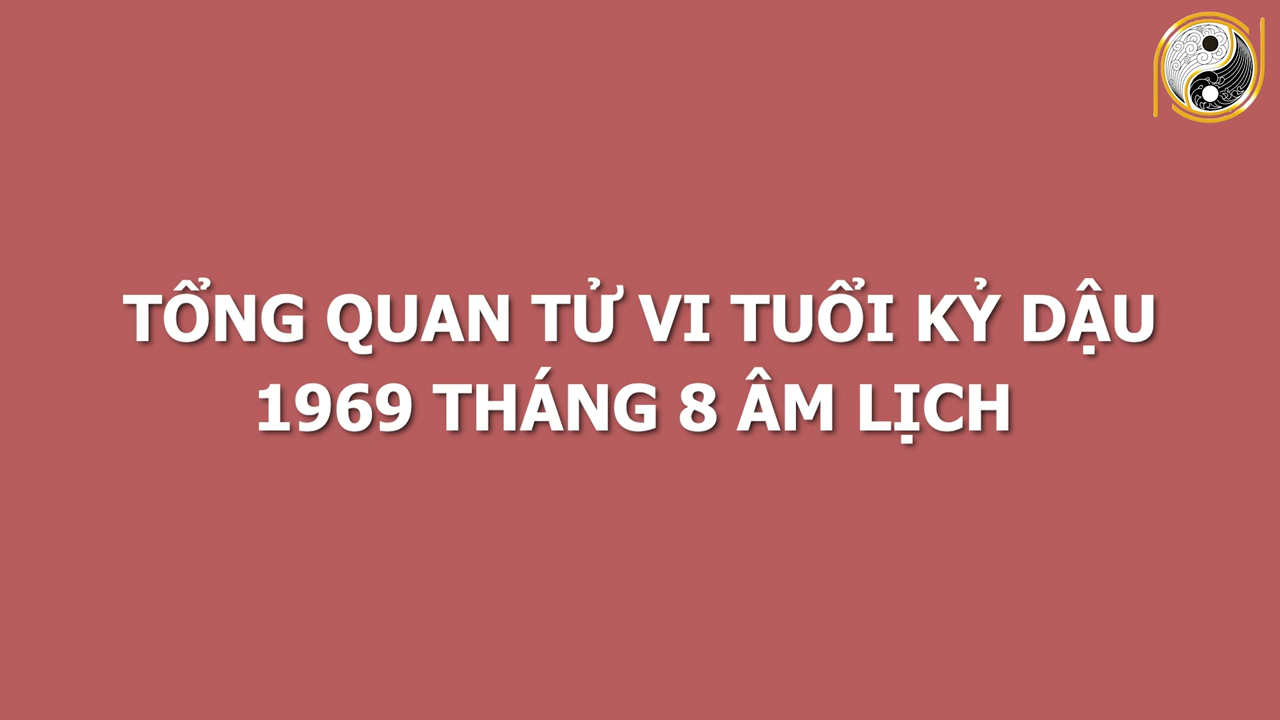 TỔNG QUAN TỬ VI TUỔI KỶ DẬU
1969 THÁNG 8 ÂM LỊCH